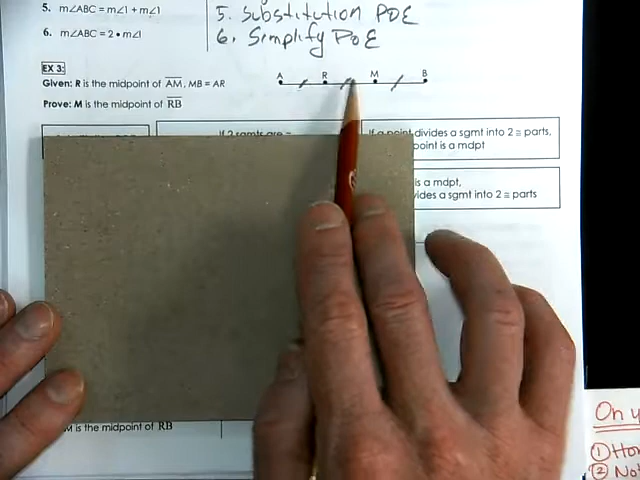 5. m∠ABC = m∠1 + m∠1
5. Substitution PoE
6. m∠ABC = 2 • m∠1
6. Simplify PoE
EX 3:
Given: R is the midpoint of AM, MB = AR
A R M B
Prove: M is the midpoint of RB
If 2 sgmts are =
If a point divides a sgmt into 2 ≅ parts,
point is a mdpt
is a mdpt,
ides a sgmt into 2 ≅ parts
M is the midpoint of RB
On
① Ho
② No